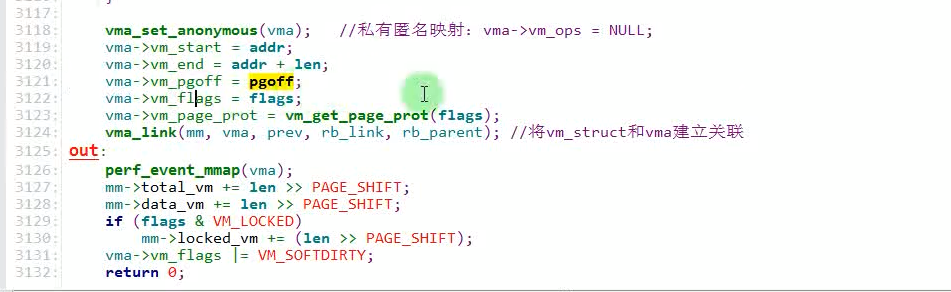 3117:
3118: vma_set_anonymous(vma); //私有匿名映射：vma->vm_ops = NULL;
3119: vma->vm_start = addr;
3120: vma->vm_end = addr + len;
3121: vma->vm_pgoff = pgoff;
3122: vma->vm_flags = flags;
3123: vma->vm_page_prot = vm_get_page_prot(flags);
3124: vma_link(mm, vma, prev, rb_link, rb_parent); //将vm_struct和vma建立关联
3125: out:
3126: perf_event_mmap(vma);
3127: mm->total_vm += len >> PAGE_SHIFT;
3128: mm->data_vm += len >> PAGE_SHIFT;
3129: if (flags & VM_LOCKED)
3130: mm->locked_vm += (len >> PAGE_SHIFT);
3131: vma->vm_flags |= VM_SOFTDIRTY;
3132: return 0;